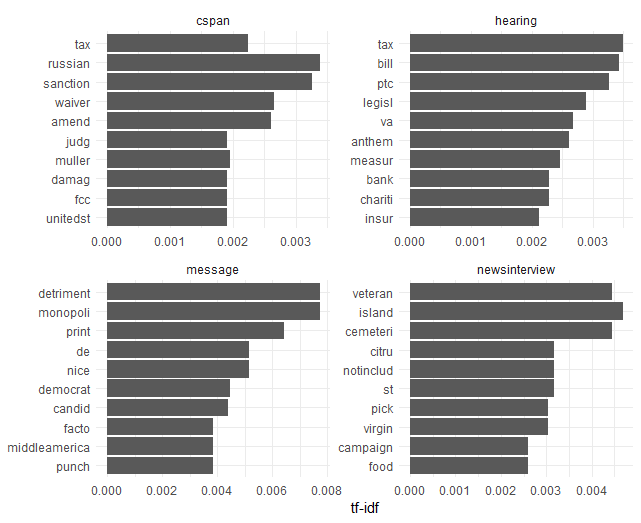 cspan
tax
russian
sanction
waiver
amend
judg
muller
damag
fcc
unitedst
0.000 0.001 0.002 0.003
hearing
tax
bill
ptc
legisl
va
anthem
measur
bank
chariti
insur
0.000 0.001 0.002 0.003
message
detriment
monopoli
print
de
nice
democrat
candid
facto
middleamerica
punch
0.000 0.002 0.004 0.006 0.008
newsinterview
veteran
island
cemeteri
citru
notinclud
st
pick
virgin
campaign
food
0.000 0.001 0.002 0.003 0.004
tf-idf